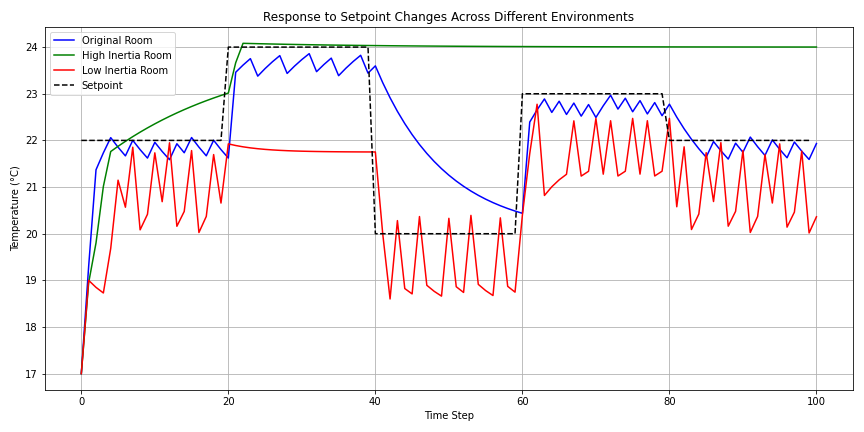 Response to Setpoint Changes Across Different Environments
Original Room
High Inertia Room
Low Inertia Room
Setpoint
Temperature (°C)
24
23
22
21
20
19
18
17
0
20
40
60
80
100
Time Step